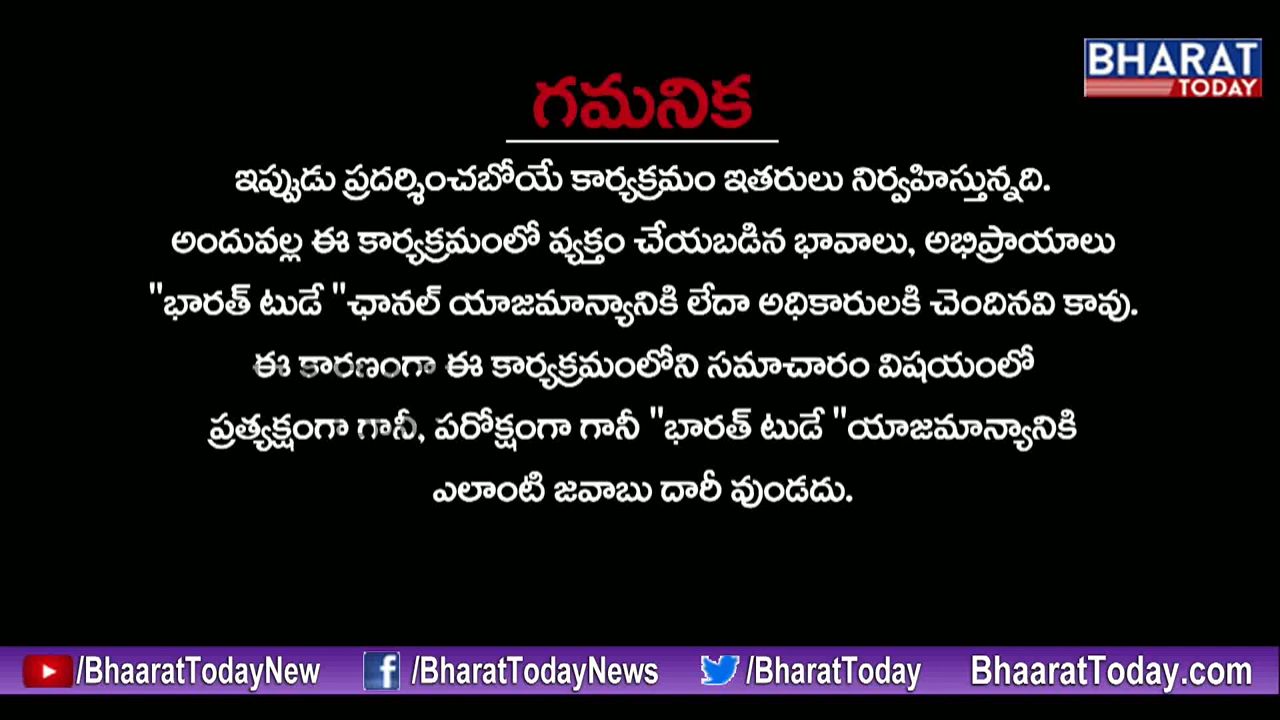 BHARAT
TODAY
గమనిక
ఇప్పుడు ప్రదర్శించబోయే కార్యక్రమం ఇతరులు నిర్వహిస్తున్నది.
అందువల్ల ఈ కార్యక్రమంలో వ్యక్తం చేయబడిన భావాలు, అభిప్రాయాలు
"భారత్ టుడే "ఛానల్ యాజమాన్యానికి లేదా అధికారులకి చెందినవి కావు.
ఈ కారణంగా ఈ కార్యక్రమంలోని సమాచారం విషయంలో
ప్రత్యక్షంగా గానీ, పరోక్షంగా గానీ "భారత్ టుడే "యాజమాన్యానికి
ఎలాంటి జవాబు దారీ వుండదు.
/BhaaratTodayNew /BharatTodayNews /BharatToday BhaaratToday.com